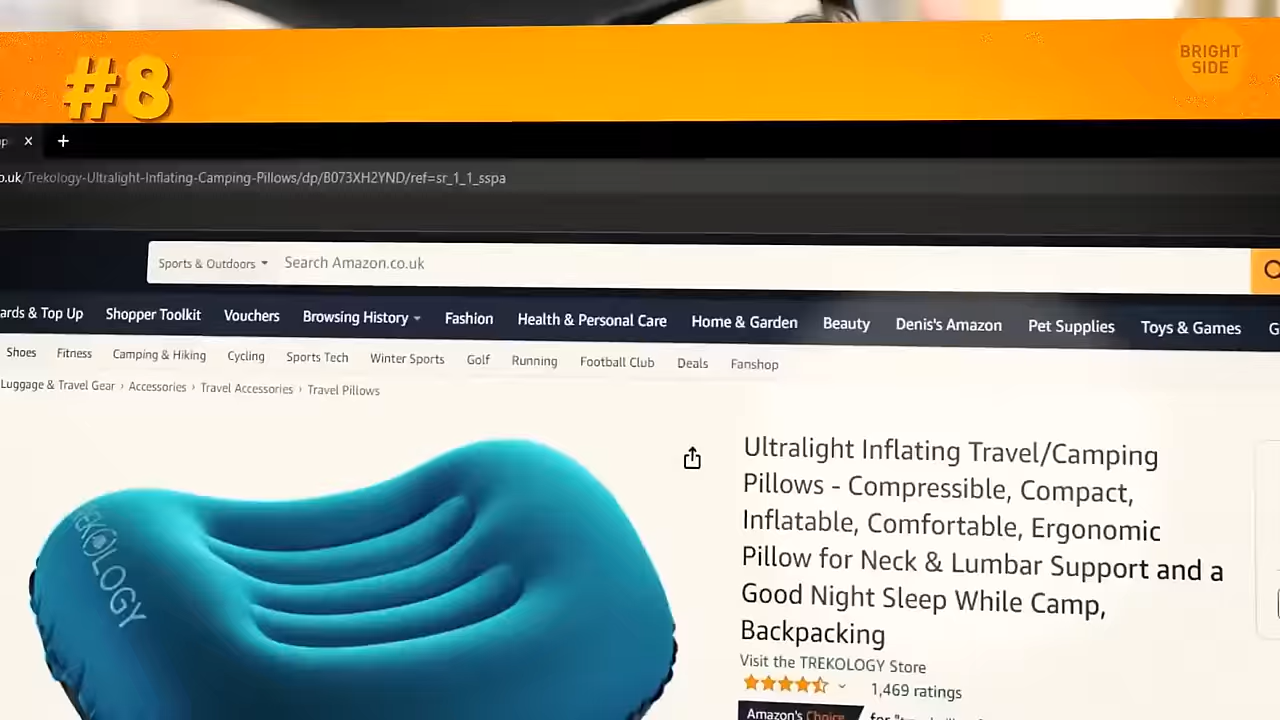 #8
BRIGHT
SIDE
.uk/Trekology-Ultralight-Inflating-Camping-Pillows/dp/B073XH2YND/ref=sr_1_1_sspa
Sports & Outdoors
Search Amazon.co.uk
ards & Top Up
Shopper Toolkit
Vouchers
Browsing History
Fashion
Health & Personal Care
Home & Garden
Beauty
Denis's Amazon
Pet Supplies
Toys & Games
G
Shoes
Fitness
Camping & Hiking
Cycling
Sports Tech
Winter Sports
Golf
Running
Football Club
Deals
Fanshop
Luggage & Travel Gear › Accessories › Travel Accessories › Travel Pillows
TREKOLOGY
Ultralight Inflating Travel/Camping
Pillows - Compressible, Compact,
Inflatable, Comfortable, Ergonomic
Pillow for Neck & Lumbar Support and a
Good Night Sleep While Camp,
Backpacking
Visit the TREKOLOGY Store
1,469 ratings
Amazon's Choice
for